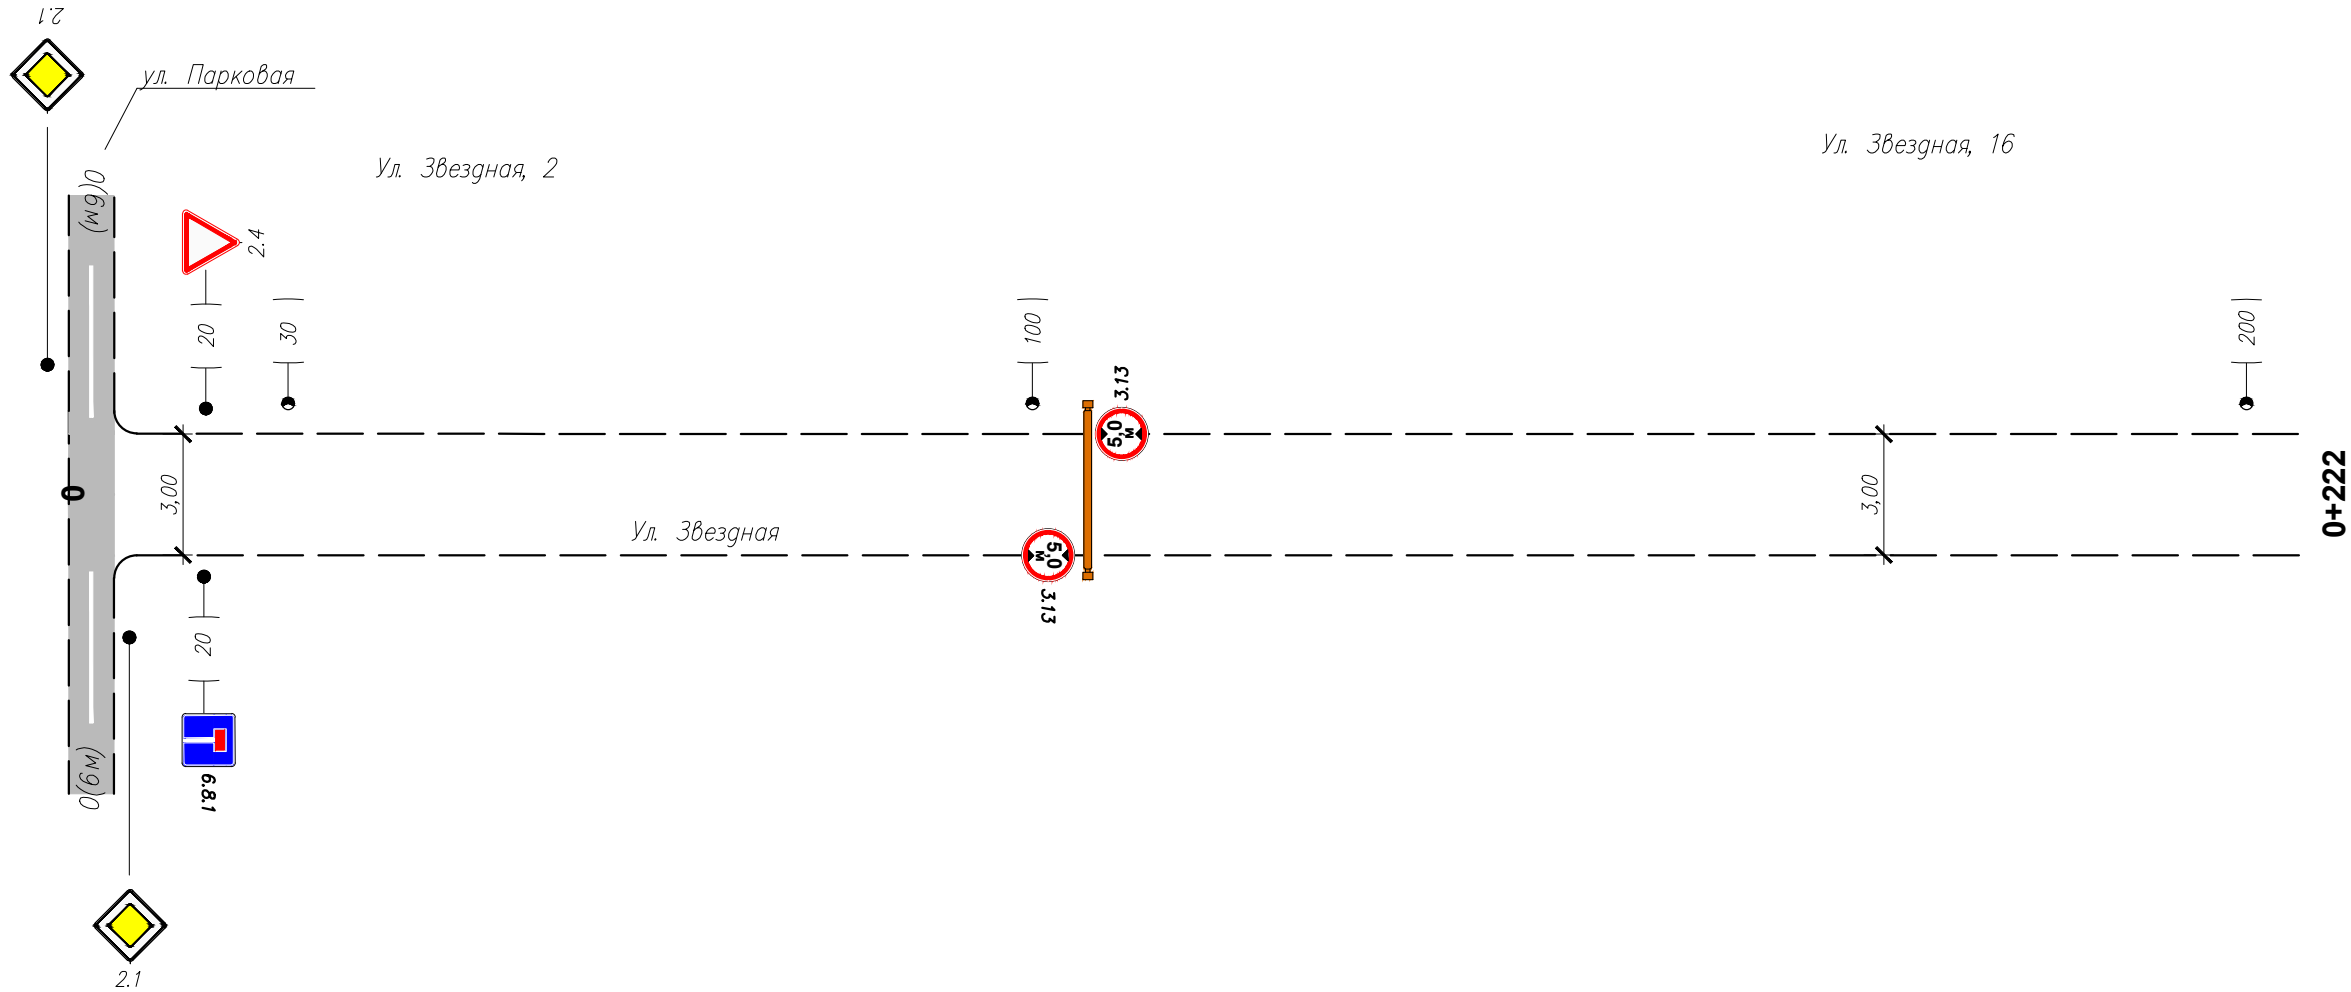 2.1
ул. Парковая
Ул. Звездная, 16
Ул. Звездная, 2
0(6м)
2.4
20
30
100
200
3.13
5,0
м
3,00
3,00
0
0+222
Ул. Звездная
5,0
м
3.13
20
0(6м)
6.8.1
2.1